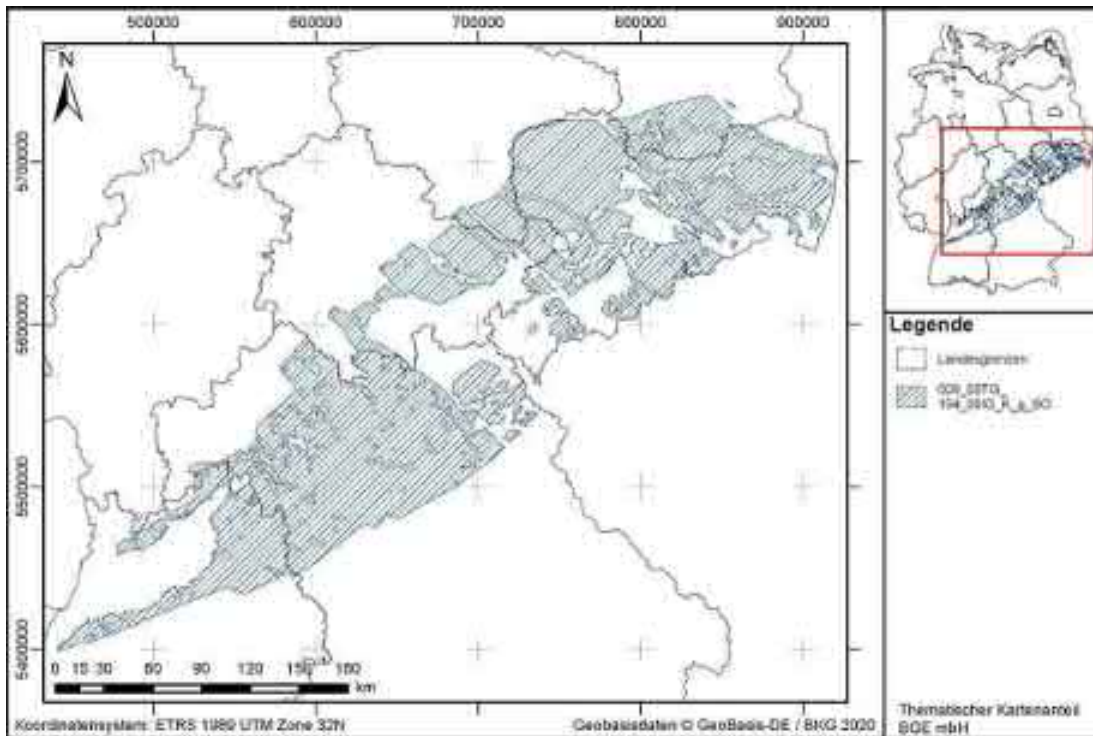 500000 600000 700000 800000 900000
N
5700000
5600000
5500000
5400000
0 15 30 60 90 120 150 180
km
Koordinatensystem: ETRS 1989 UTM Zone 32N
Geobasisdaten © GeoBasis-DE / BKG 2020
Legende
Landesgrenzen
Thematischer Kartenanteil
BGE mbH